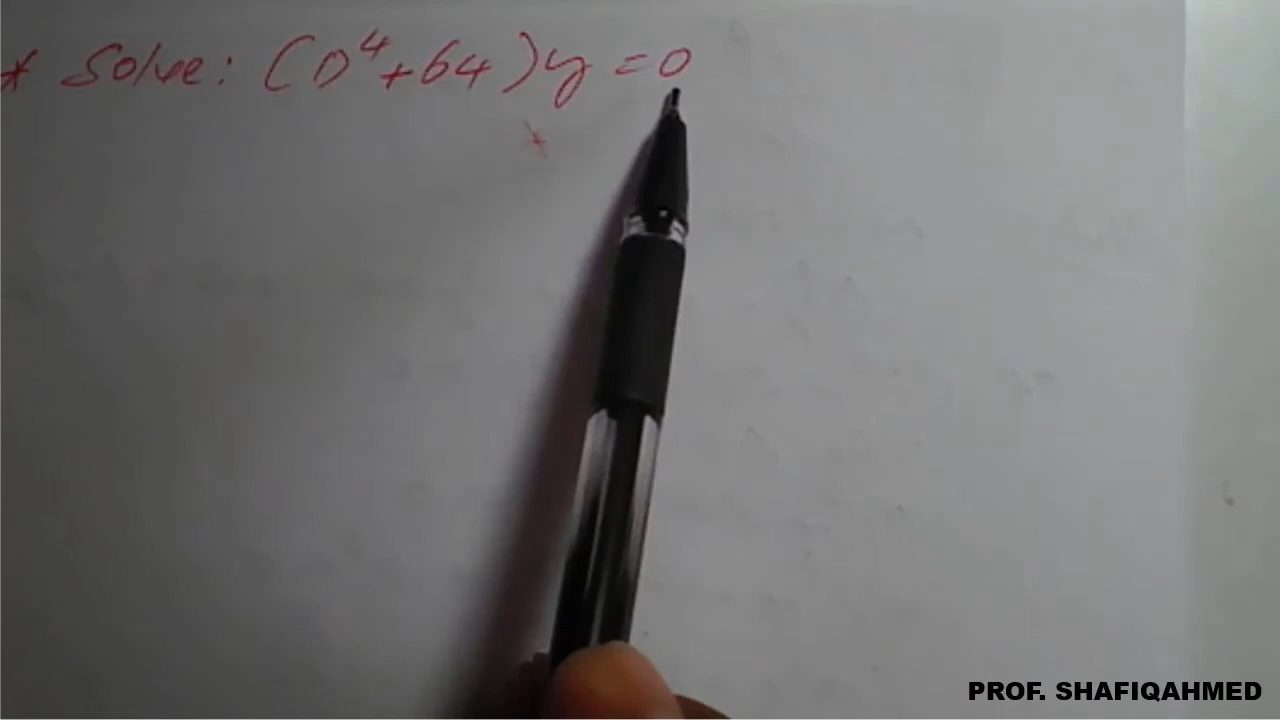 * Solve: (D⁴+64)y=0
*
PROF. SHAFIQAHMED